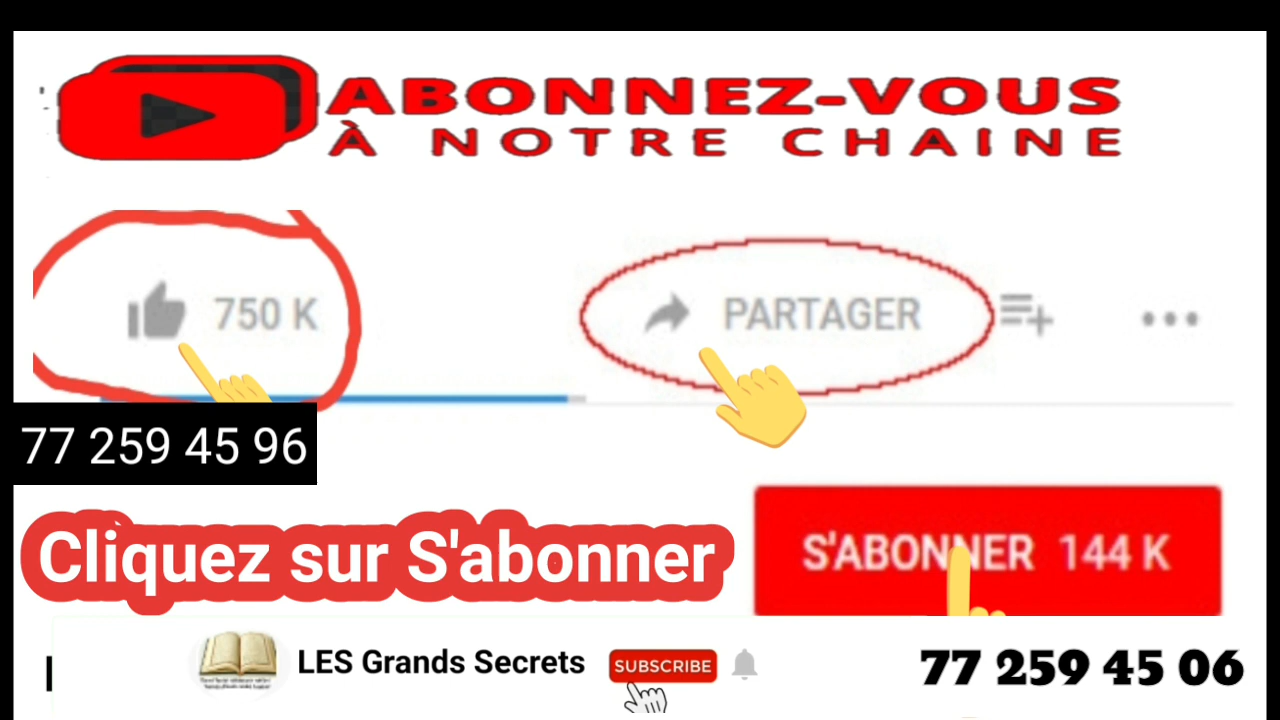 ABONNEZ-VOUS
À NOTRE CHAINE
750 K
PARTAGER
77 259 45 96
Cliquez sur S'abonner
S'ABONNER 144 K
LES Grands Secrets
SUBSCRIBE
77 259 45 06